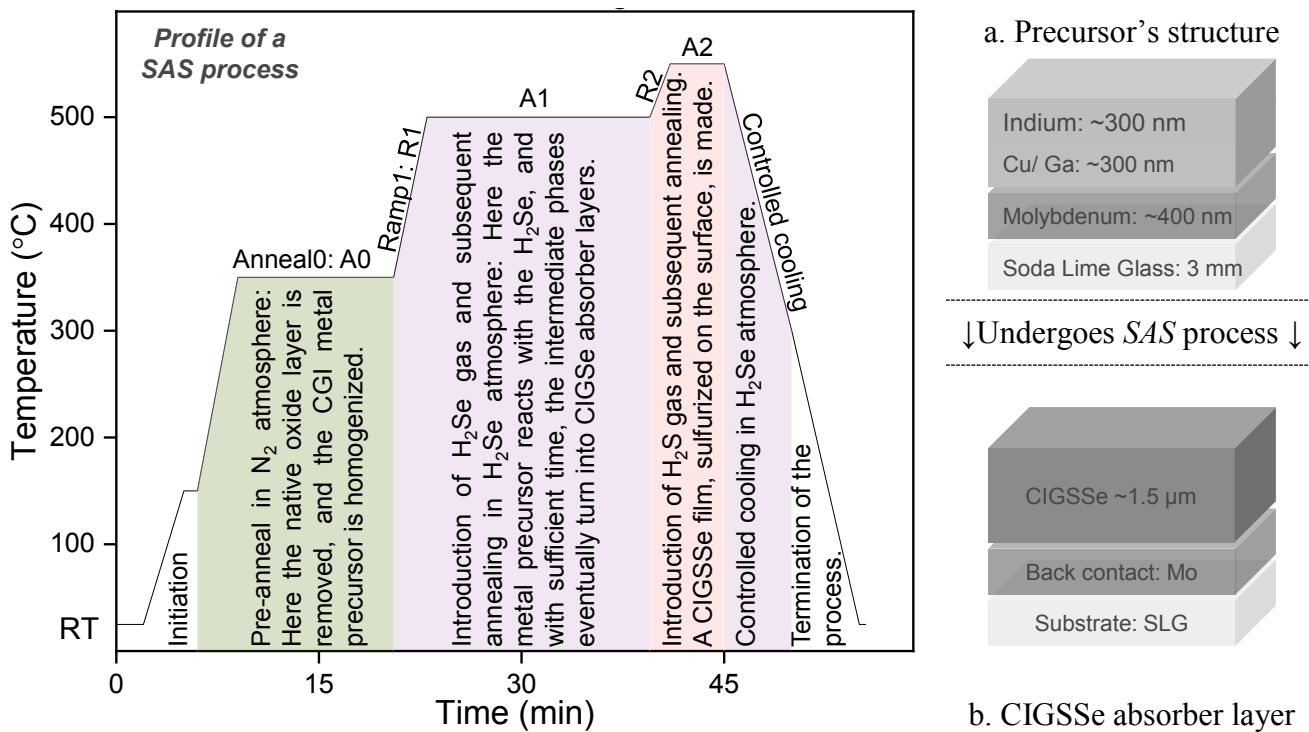 Profile of a
SAS process
A2
R2
A1
Ramp1: R1
Anneal0: A0
Controlled cooling
500
400
300
200
100
RT
Temperature (°C)
Initiation
Pre-anneal in N₂ atmosphere:
Here the native oxide layer is
removed, and the CGI metal
precursor is homogenized.
Introduction of H₂Se gas and subsequent
annealing in H₂Se atmosphere: Here the
metal precursor reacts with the H₂Se, and
with sufficient time, the intermediate phases
eventually turn into CIGSe absorber layers.
Introduction of H₂S gas and subsequent annealing.
A CIGSSe film, sulfurized on the surface, is made.
Controlled cooling in H₂Se atmosphere.
Termination of the
process.
0
15
30
45
Time (min)
a. Precursor’s structure
Indium: ~300 nm
Cu/ Ga: ~300 nm
Molybdenum: ~400 nm
Soda Lime Glass: 3 mm
↓Undergoes SAS process ↓
CIGSSe ~1.5 µm
Back contact: Mo
Substrate: SLG
b. CIGSSe absorber layer